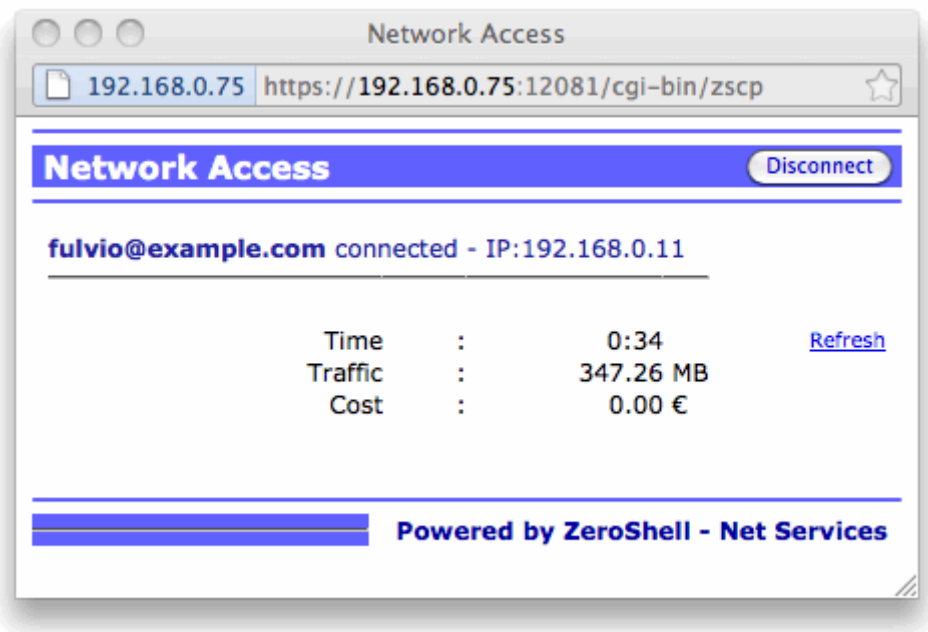 Network Access
192.168.0.75 https://192.168.0.75:12081/cgi-bin/zscp
Network Access Disconnect
fulvio@example.com connected - IP:192.168.0.11
Time : 0:34 Refresh
Traffic : 347.26 MB
Cost : 0.00 €
Powered by ZeroShell - Net Services